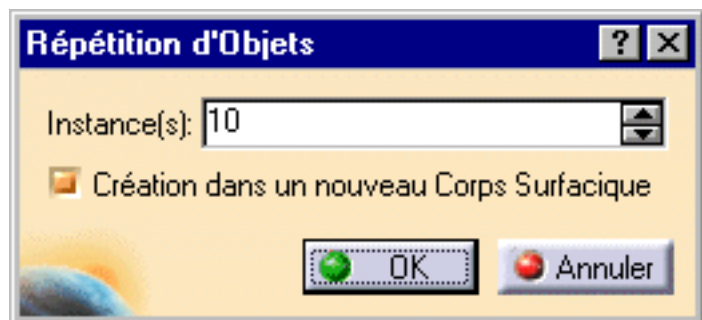 Répétition d'Objets
Instance(s): 10
Création dans un nouveau Corps Surfacique
OK Annuler